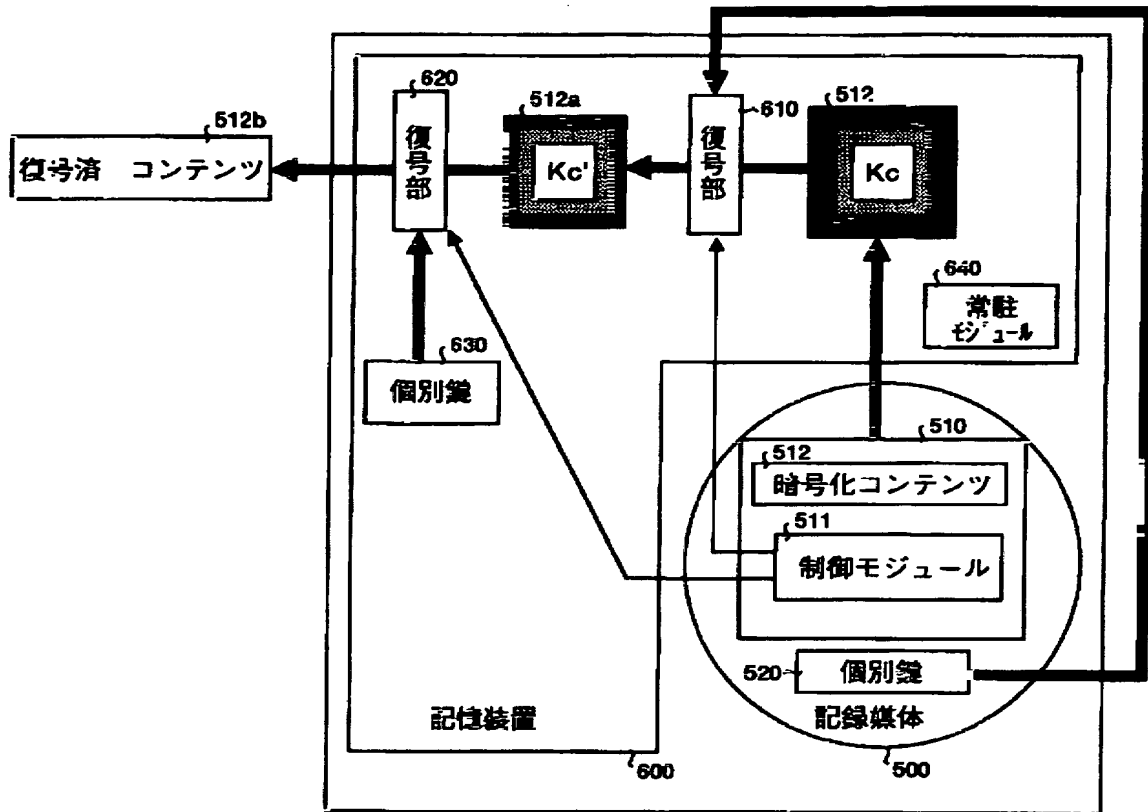 620
512a
610
512
512b
復号済 コンテンツ
復号部
Kc'
復号部
Kc
640
常駐
モジュール
630
個別鍵
510
512
暗号化コンテンツ
511
制御モジュール
520
個別鍵
記憶装置
記録媒体
600
500